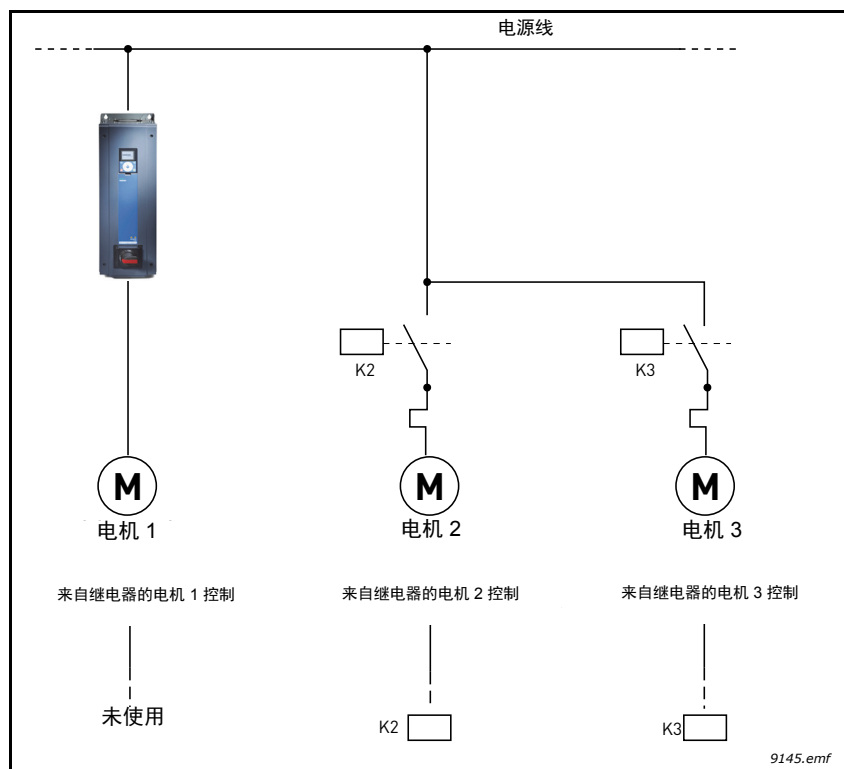 电源线
K2
K3
M
M
M
电机 1
电机 2
电机 3
来自继电器的电机 1 控制
来自继电器的电机 2 控制
来自继电器的电机 3 控制
未使用
K2
K3
9145.emf